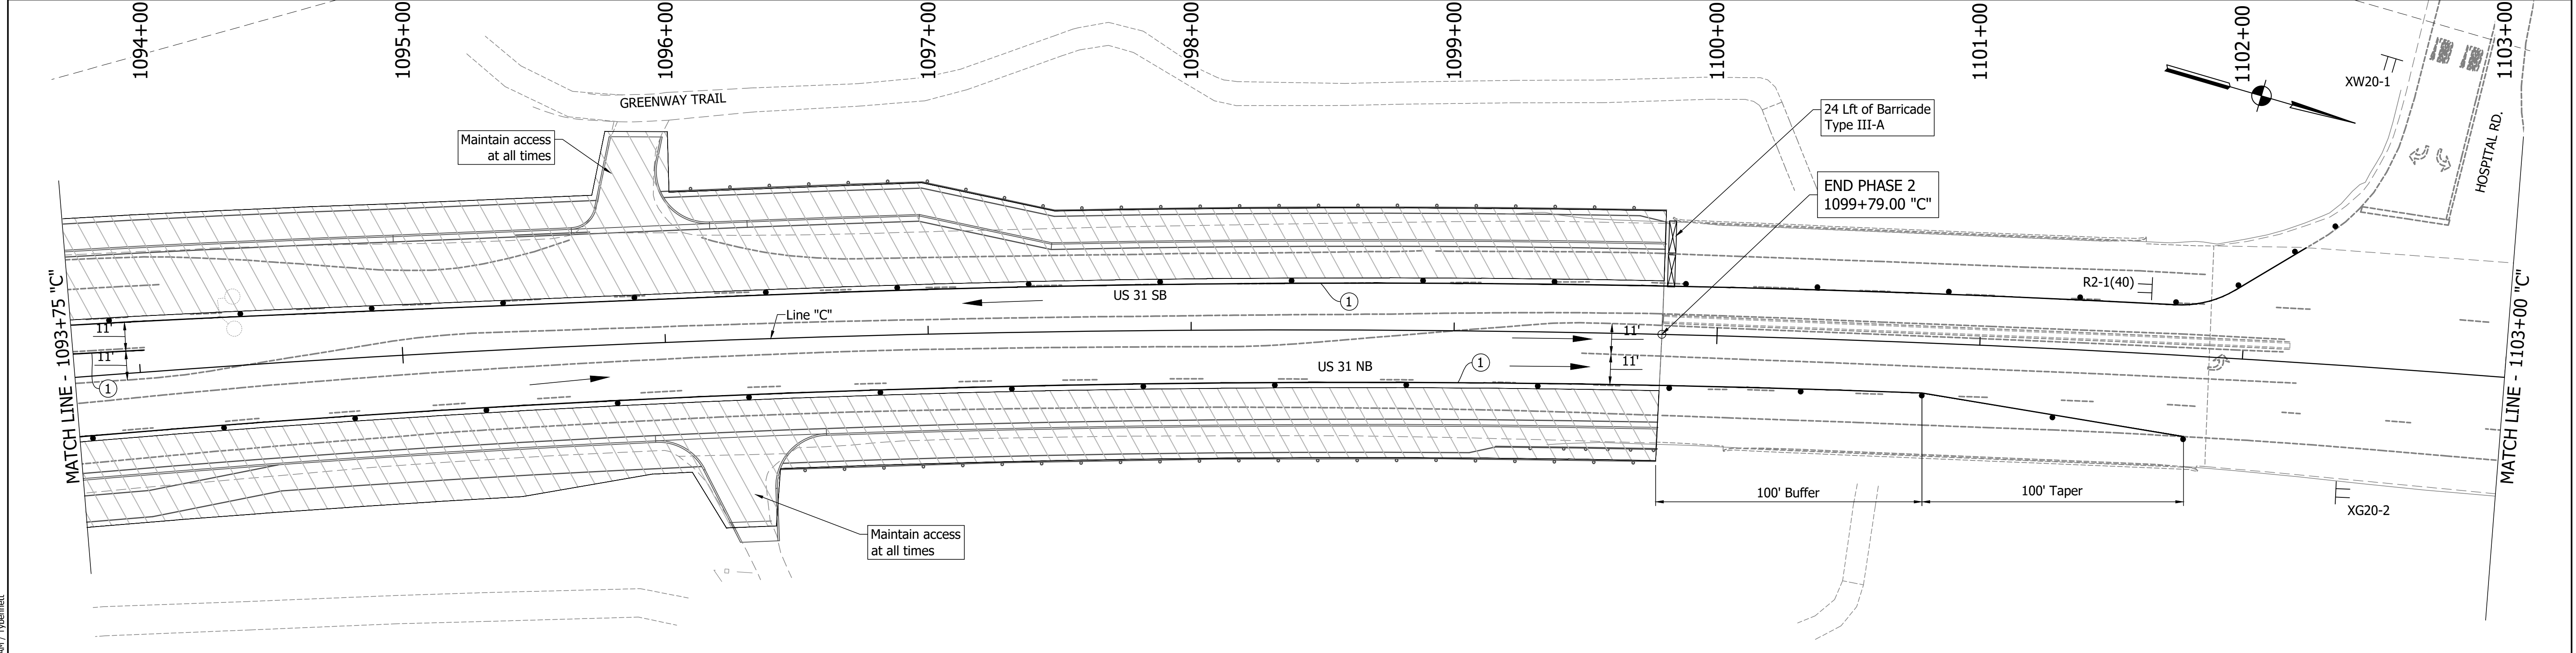 1094+00
1095+00
1096+00
1097+00
1098+00
1099+00
1100+00
1101+00
1102+00
1103+00
GREENWAY TRAIL
Maintain access
at all times
24 Lft of Barricade
Type III-A
END PHASE 2
1099+79.00 "C"
XW20-1
HOSPITAL RD.
R2-1(40)
US 31 SB
1
Line "C"
11'
11'
1
11'
11'
US 31 NB
1
MATCH LINE - 1093+75 "C"
MATCH LINE - 1103+00 "C"
100' Buffer
100' Taper
XG20-2
Maintain access
at all times